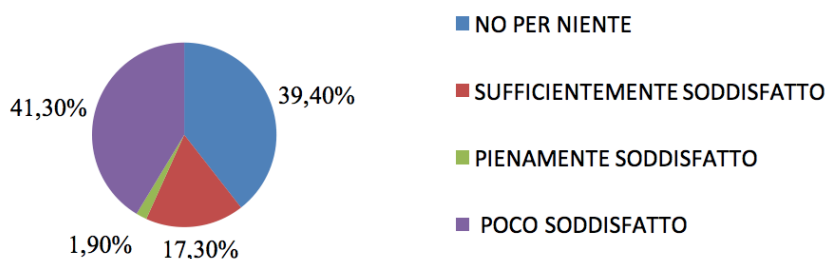 NO PER NIENTE
41,30%
39,40%
SUFFICIENTEMENTE SODDISFATTO
PIENAMENTE SODDISFATTO
POCO SODDISFATTO
1,90%
17,30%